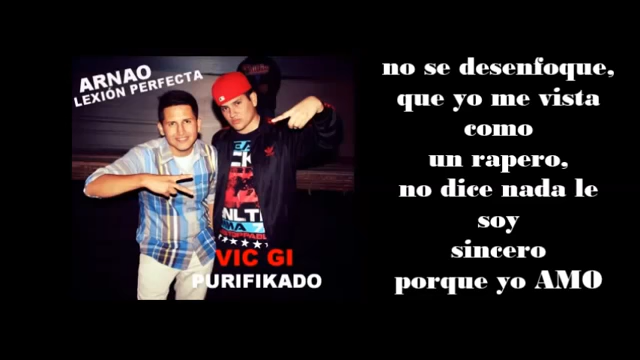 ARNAO
LEXIÓN PERFECTA
VIC GI
PURIFIKADO
no se desenfoque,
que yo me vista
como
un rapero,
no dice nada le
soy
sincero
porque yo AMO